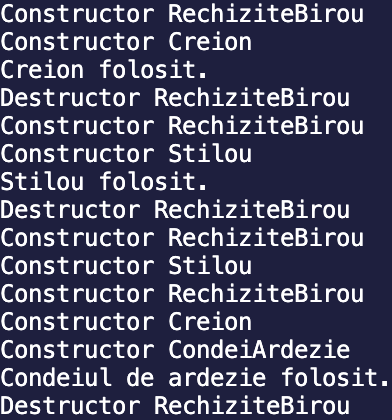 Constructor RechiziteBirou
Constructor Creion
Creion folosit.
Destructor RechiziteBirou
Constructor RechiziteBirou
Constructor Stilou
Stilou folosit.
Destructor RechiziteBirou
Constructor RechiziteBirou
Constructor Stilou
Constructor RechiziteBirou
Constructor Creion
Constructor CondeiArdezie
Condeiul de ardezie folosit.
Destructor RechiziteBirou